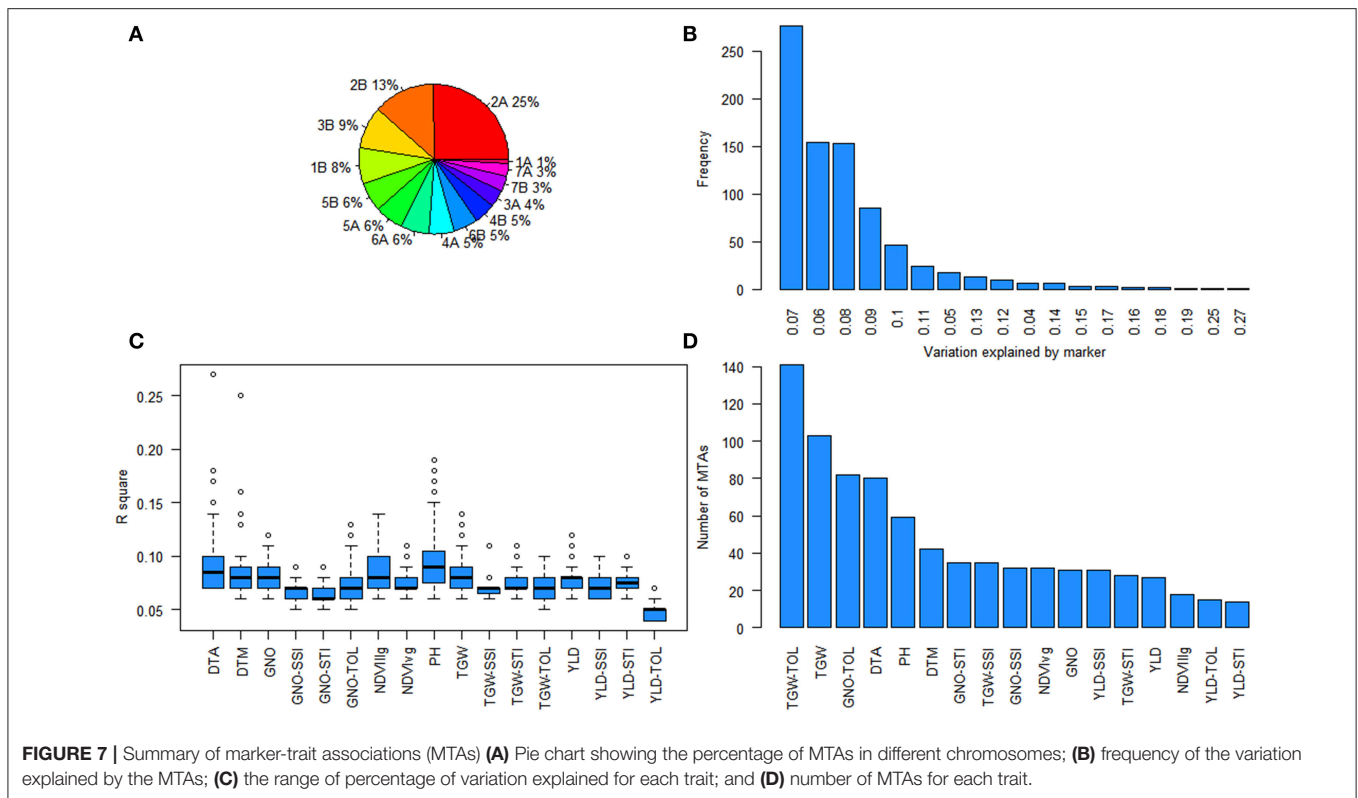 A
2B 13%
2A 25%
3B 9%
1B 8%
5B 6%
5A 6%
6A 6%
4A 5%
6B 5%
4B 5%
3A 4%
7B 3%
7A 3%
1A 1%
B
Freqency
250
200
150
100
50
0
0.07
0.06
0.08
0.09
0.1
0.11
0.05
0.13
0.12
0.04
0.14
0.15
0.17
0.16
0.18
0.19
0.25
0.27
Variation explained by marker
C
R square
0.25
0.20
0.15
0.10
0.05
DTA
DTM
GNO
GNO-SSI
GNO-STI
GNO-TOL
NDVIllg
NDVIvg
PH
TGW
TGW-SSI
TGW-STI
TGW-TOL
YLD
YLD-SSI
YLD-STI
YLD-TOL
D
Number of MTAs
140
120
100
80
60
40
20
0
TGW-TOL
TGW
GNO-TOL
DTA
PH
DTM
GNO-STI
TGW-SSI
GNO-SSI
NDVIvg
GNO
YLD-SSI
TGW-STI
YLD
NDVIllg
YLD-TOL
YLD-STI
FIGURE 7 | Summary of marker-trait associations (MTAs) (A) Pie chart showing the percentage of MTAs in different chromosomes; (B) frequency of the variation
explained by the MTAs; (C) the range of percentage of variation explained for each trait; and (D) number of MTAs for each trait.